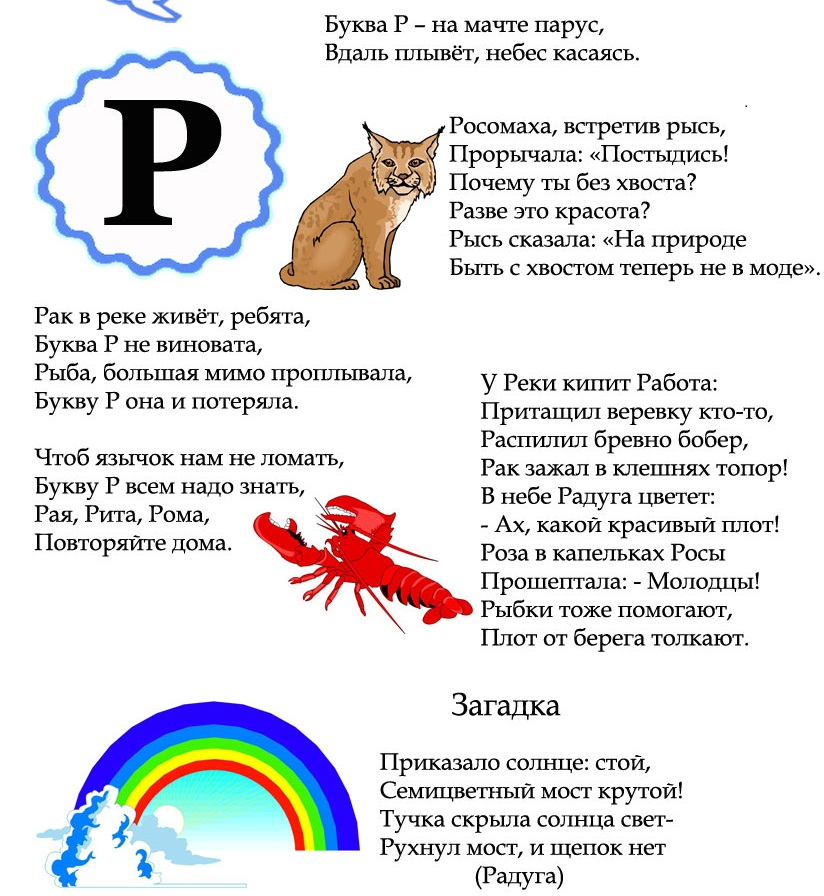 Буква Р – на мачте парус,
Вдаль плывёт, небес касаясь.
Р
Росомаха, встретив рысь,
Прорычала: «Постыдись!
Почему ты без хвоста?
Разве это красота?
Рысь сказала: «На природе
Быть с хвостом теперь не в моде».
Рак в реке живёт, ребята,
Буква Р не виновата,
Рыба, большая мимо проплывала,
Букву Р она и потеряла.
Чтоб язычок нам не ломать,
Букву Р всем надо знать,
Рая, Рита, Рома,
Повторяйте дома.
У Реки кипит Работа:
Притащил веревку кто-то,
Распилил бревно бобер,
Рак зажал в клешнях топор!
В небе Радуга цветет:
- Ах, какой красивый плот!
Роза в капельках Росы
Прошептала: - Молодцы!
Рыбки тоже помогают,
Плот от берега толкают.
Загадка
Приказало солнце: стой,
Семицветный мост крутой!
Тучка скрыла солнца свет-
Рухнул мост, и щепок нет
(Радуга)